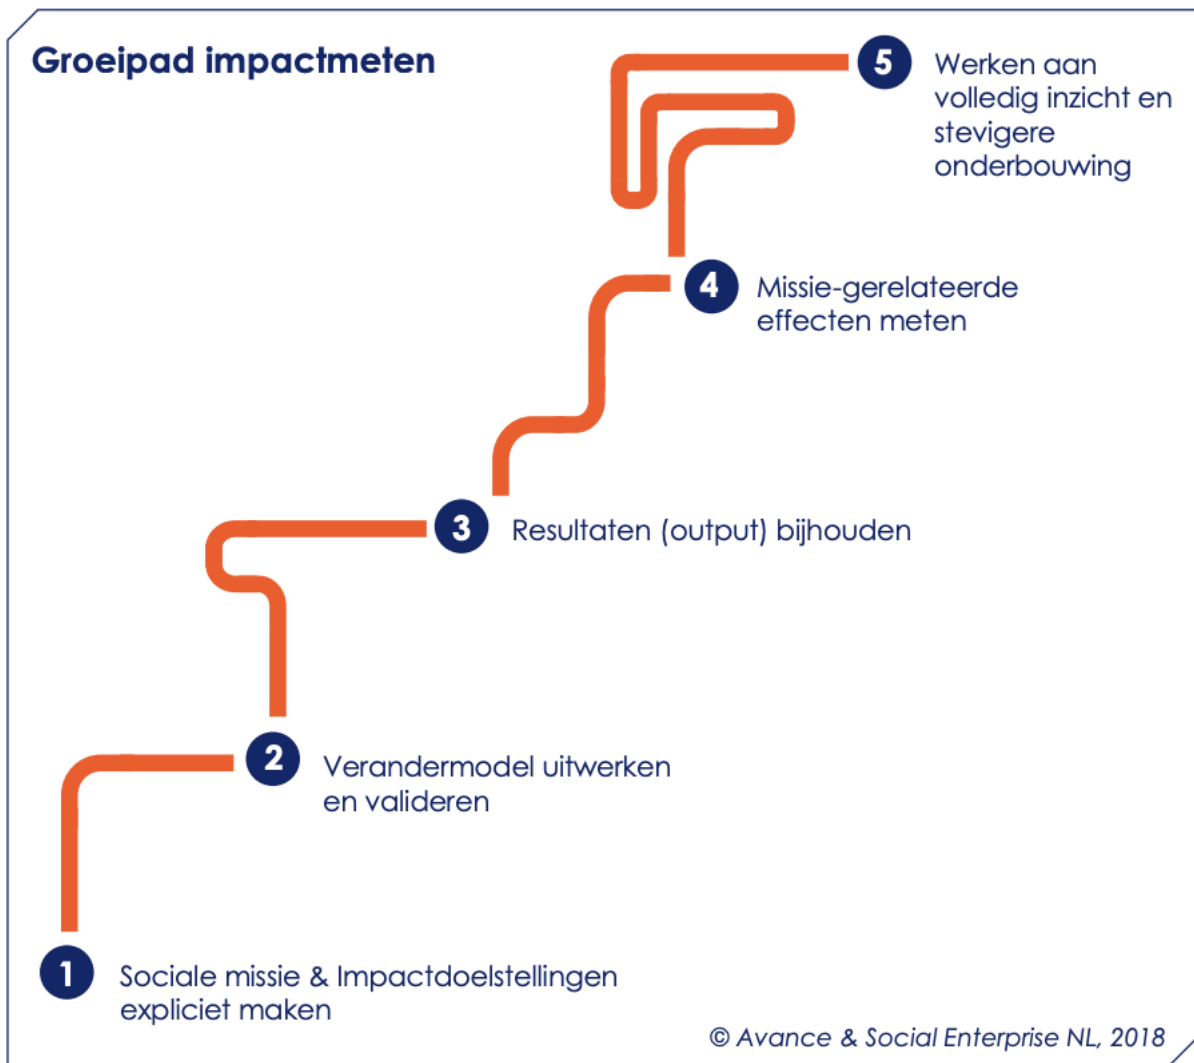 Groeipad impactmeten
5
Werken aan
volledig inzicht en
stevigere
onderbouwing
4
Missie-gerelateerde
effecten meten
3
Resultaten (output) bijhouden
2
Verandermodel uitwerken
en valideren
1
Sociale missie & Impactdoelstellingen
expliciet maken
© Avance & Social Enterprise NL, 2018